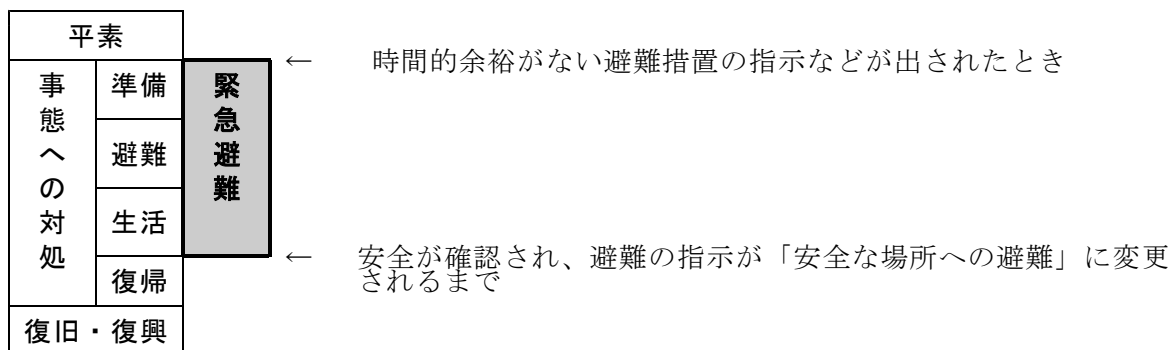 平素
← 時間的余裕がない避難措置の指示などが出されたとき
事態への対処
準備
緊急避難
避難
生活
← 安全が確認され、避難の指示が「安全な場所への避難」に変更
されるまで
復帰
復旧・復興